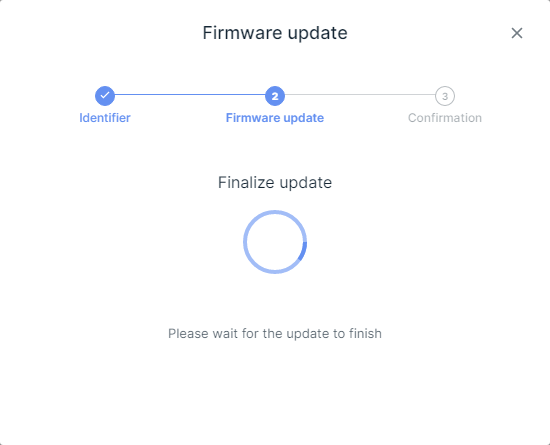 Firmware update
2
3
Identifier
Firmware update
Confirmation
Finalize update
Please wait for the update to finish